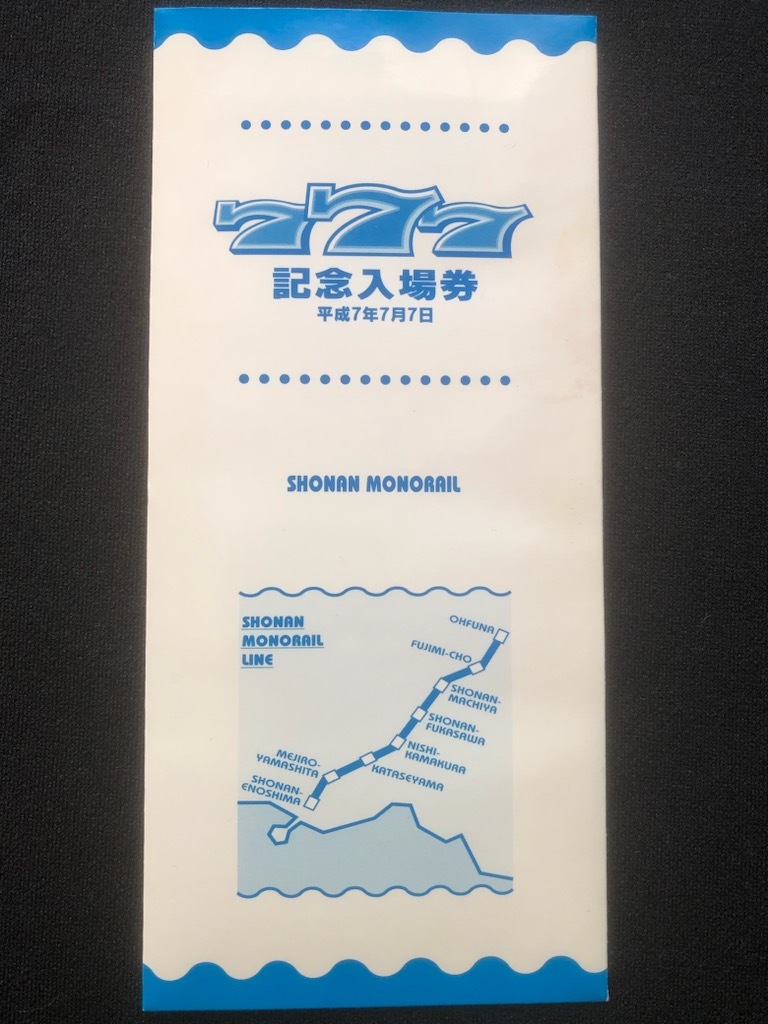 777
記念入場券
平成7年7月7日
SHONAN MONORAIL
SHONAN
MONORAIL
LINE
OHFUNA
FUJIMI-CHO
SHONAN-
MACHIYA
SHONAN-
FUKASAWA
NISHI-
KAMAKURA
KATASEYAMA
MEJIRO-
YAMASHITA
SHONAN-
ENOSHIMA